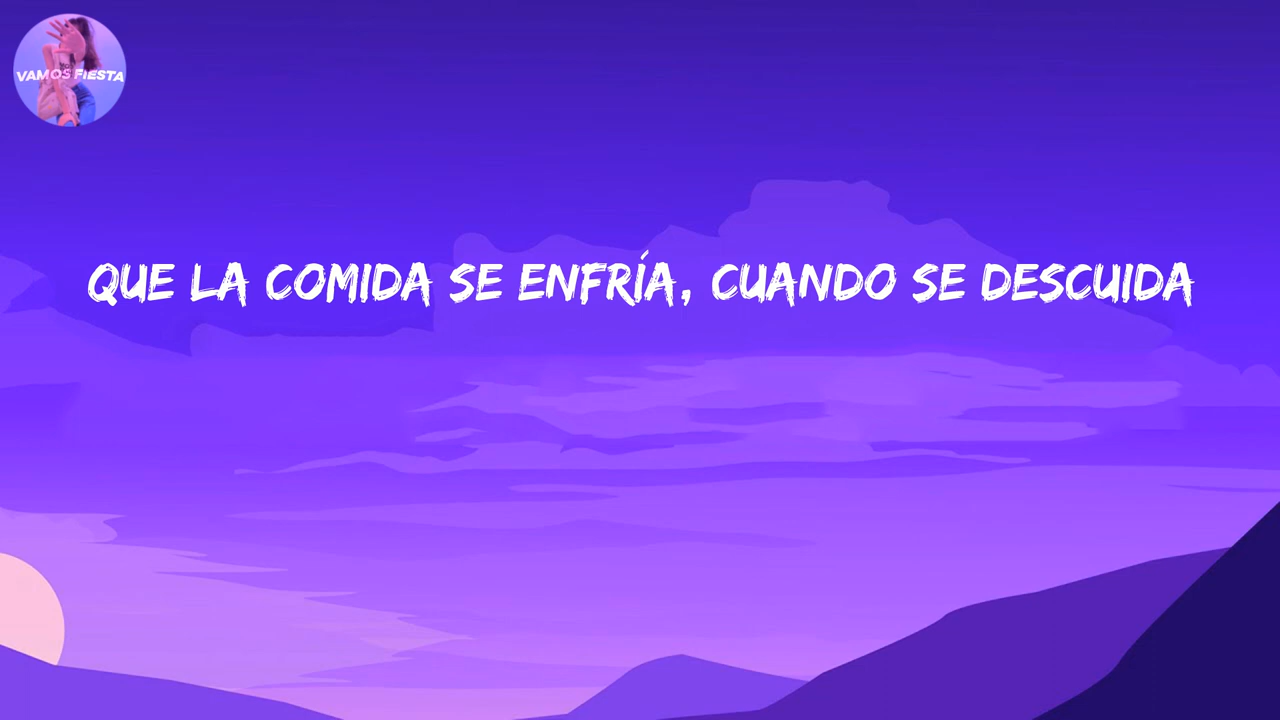 VAMOS FIESTA
QUE LA COMIDA SE ENFRÍA, CUANDO SE DESCUIDA